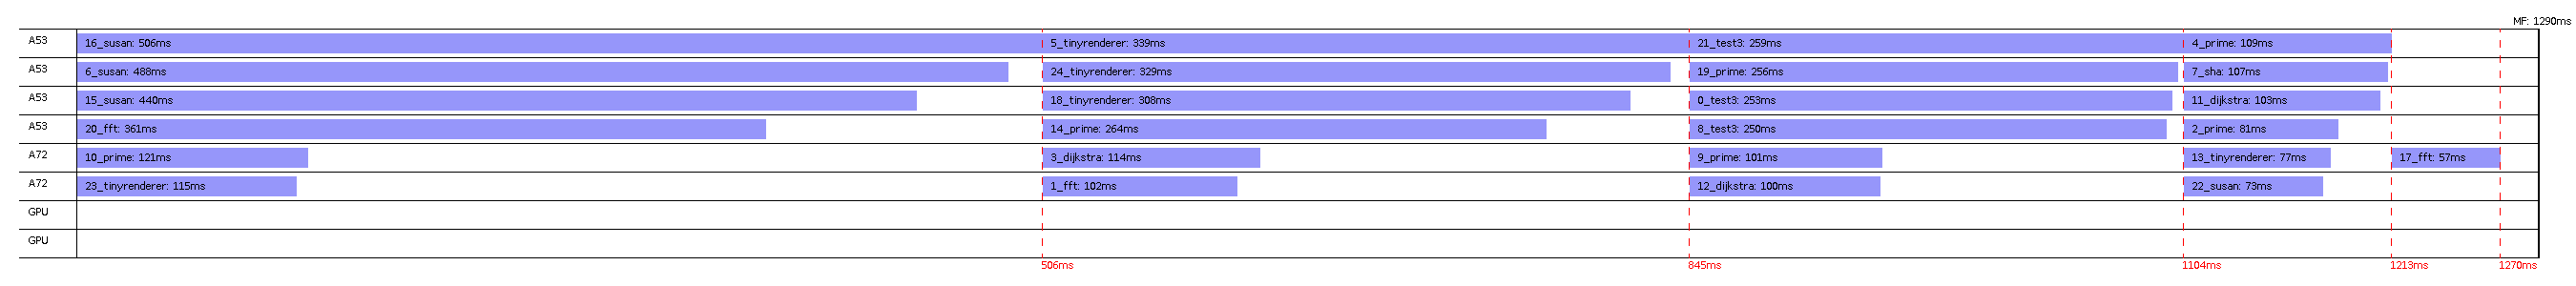 MF: 1290ms
A53 16_susan: 506ms 5_tinyrenderer: 339ms 21_test3: 259ms 4_prime: 109ms
A53 6_susan: 488ms 24_tinyrenderer: 329ms 19_prime: 256ms 7_sha: 107ms
A53 15_susan: 440ms 18_tinyrenderer: 308ms 0_test3: 253ms 11_dijkstra: 103ms
A53 20_fft: 361ms 14_prime: 264ms 8_test3: 250ms 2_prime: 81ms
A72 10_prime: 121ms 3_dijkstra: 114ms 9_prime: 101ms 13_tinyrenderer: 77ms 17_fft: 57ms
A72 23_tinyrenderer: 115ms 1_fft: 102ms 12_dijkstra: 100ms 22_susan: 73ms
GPU
GPU
506ms 845ms 1104ms 1213ms 1270ms